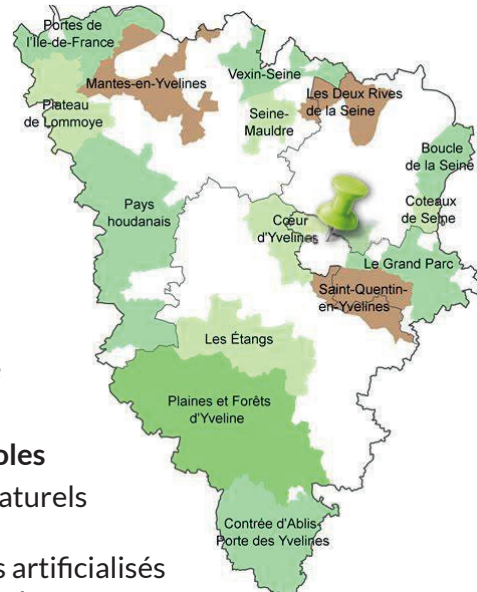 Portes de
l'Île-de-France
Mantes-en-Yvelines
Vexin-Seine
Les Deux Rives
de la Seine
Plateau
de Lommoye
Seine-
Mauldre
Boucle
de la Seine
Pays
houdanais
Cœur
d'Yvelines
Coteaux
de Seine
Le Grand Parc
Saint-Quentin-
en-Yvelines
Les Étangs
Plaines et Forêts
d'Yveline
Contrée d'Ablis-
Porte des Yvelines
oles
aturels
s artificialisés